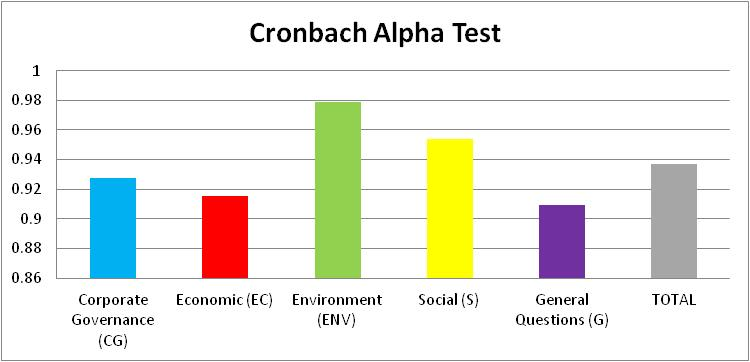 Cronbach Alpha Test
1
0.98
0.96
0.94
0.92
0.9
0.88
0.86
Corporate Governance (CG)
Economic (EC)
Environment (ENV)
Social (S)
General Questions (G)
TOTAL